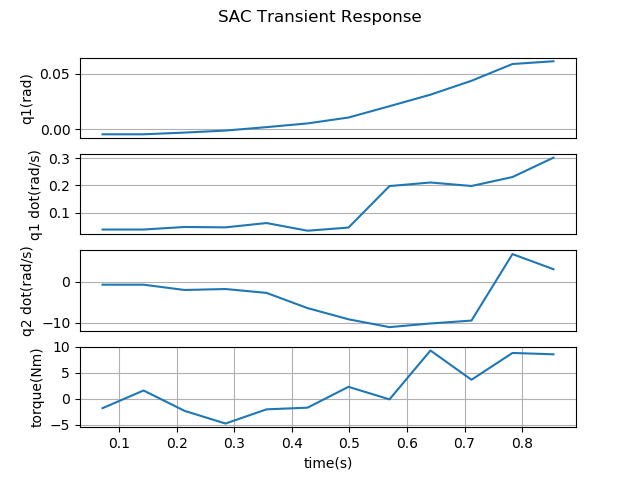 SAC Transient Response
q1(rad)
0.05
0.00
q1 dot(rad/s)
0.3
0.2
0.1
q2 dot(rad/s)
0
−10
torque(Nm)
10
5
0
−5
0.1 0.2 0.3 0.4 0.5 0.6 0.7 0.8
time(s)